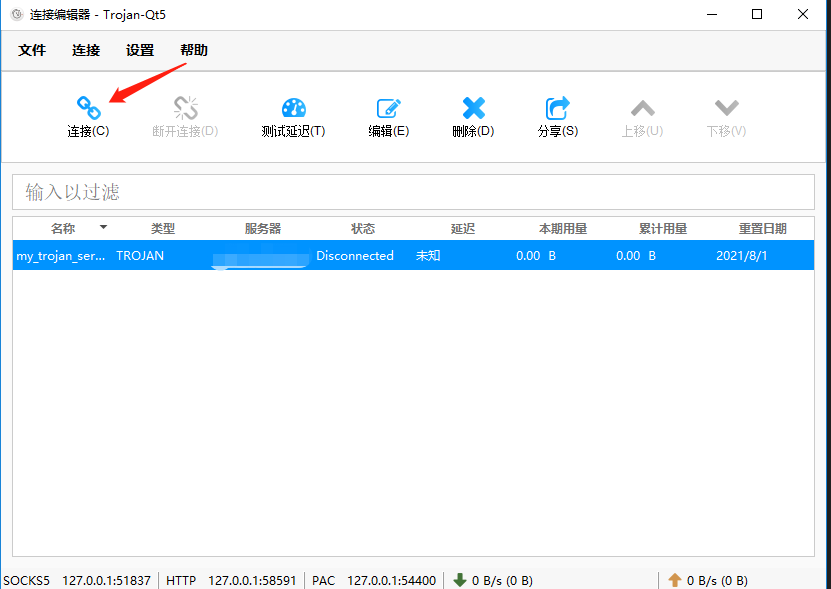 连接编辑器 - Trojan-Qt5
文件 连接 设置 帮助
连接(C) 断开连接(D) 测试延迟(T) 编辑(E) 删除(D) 分享(S) 上移(U) 下移(V)
输入以过滤
名称 类型 服务器 状态 延迟 本期用量 累计用量 重置日期
my_trojan_ser... TROJAN Disconnected 未知 0.00 B 0.00 B 2021/8/1
SOCKS5 127.0.0.1:51837 HTTP 127.0.0.1:58591 PAC 127.0.0.1:54400 0 B/s (0 B) 0 B/s (0 B)